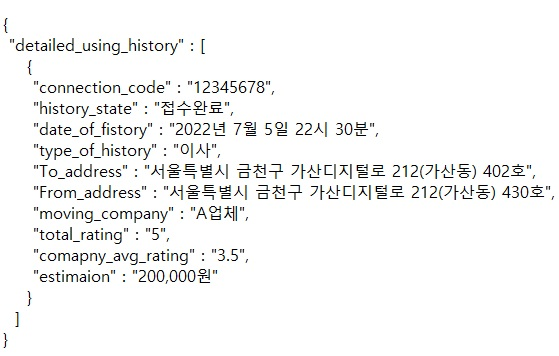 {
"detailed_using_history" : [
{
"connection_code" : "12345678",
"history_state" : "접수완료",
"date_of_fistory" : "2022년 7월 5일 22시 30분",
"type_of_history" : "이사",
"To_address" : "서울특별시 금천구 가산디지털로 212(가산동) 402호",
"From_address" : "서울특별시 금천구 가산디지털로 212(가산동) 430호",
"moving_company" : "A업체",
"total_rating" : "5",
"comapny_avg_rating" : "3.5",
"estimaion" : "200,000원"
}
]
}